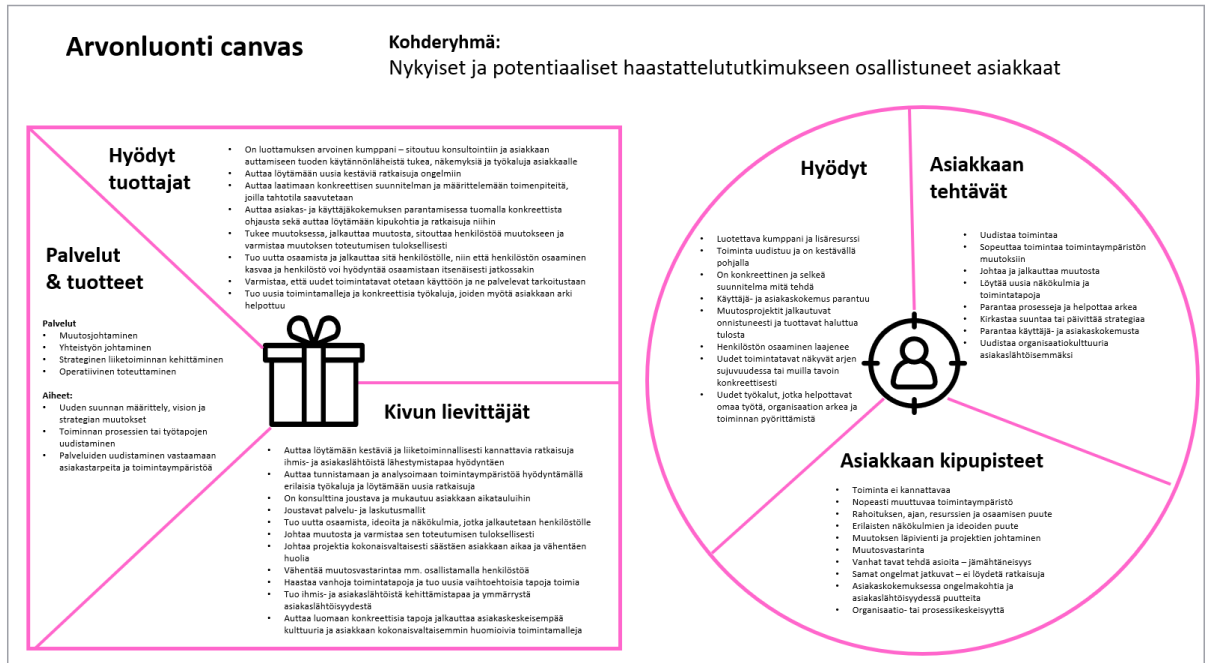 Arvonluonti canvas
Kohderyhmä:
Nykyiset ja potentiaaliset haastattelututkimukseen osallistuneet asiakkaat
Hyödyt
tuottajat
• On luottamuksen arvoinen kumppani – sitoutuu konsultointiin ja asiakkaan
auttamiseen tuoden käytännönläheistä tukea, näkemyksiä ja työkaluja asiakkaalle
• Auttaa löytämään uusia kestäviä ratkaisuja ongelmiin
• Auttaa laatimaan konkreettisen suunnitelman ja määrittelemään toimenpiteitä,
joilla tahtotila saavutetaan
• Auttaa asiakas- ja käyttäjäkokemuksen parantamisessa tuomalla konkreettista
ohjausta sekä auttaa löytämään kipukohtia ja ratkaisuja niihin
• Tukee muutoksessa, jalkauttaa muutosta, sitouttaa henkilöstöä muutokseen ja
varmistaa muutoksen toteutumisen tuloksellisesti
• Tuo uutta osaamista ja jalkauttaa sitä henkilöstölle, niin että henkilöstön osaaminen
kasvaa ja henkilöstö voi hyödyntää osaamistaan itsenäisesti jatkossakin
• Varmistaa, että uudet toimintatavat otetaan käyttöön ja ne palvelevat tarkoitustaan
• Tuo uusia toimintamalleja ja konkreettisia työkaluja, joiden myötä asiakkaan arki
helpottuu
Palvelut
& tuotteet
Palvelut
• Muutosjohtaminen
• Yhteistyön johtaminen
• Strateginen liiketoiminnan kehittäminen
• Operatiivinen toteuttaminen
Aiheet:
• Uuden suunnan määrittely, vision ja
strategian muutokset
• Toiminnan prosessien tai työtapojen
uudistaminen
• Palveluiden uudistaminen vastaamaan
asiakastarpeita ja toimintaympäristöä
Kivun lievittäjät
• Auttaa löytämään kestäviä ja liiketoiminnallisesti kannattavia ratkaisuja
ihmis- ja asiakaslähtöistä lähestymistapaa hyödyntäen
• Auttaa tunnistamaan ja analysoimaan toimintympäristöä hyödyntämällä
erilaisia työkaluja ja löytämään uusia ratkaisuja
• On konsulttina joustava ja mukautuu asiakkaan aikatauluihin
• Joustavat palvelu- ja laskutusmallit
• Tuo uutta osaamista, ideoita ja näkökulmia, jotka jalkautetaan henkilöstölle
• Johtaa muutosta ja varmistaa sen toteutumisen tuloksellisesti
• Johtaa projektia kokonaisvaltaisesti säästäen asiakkaan aikaa ja vähentäen
huolia
• Vähentää muutosvastarintaa mm. osallistamalla henkilöstöä
• Haastaa vanhoja toimintatapoja ja tuo uusia vaihtoehtoisia tapoja toimia
• Tuo ihmis- ja asiakaslähtöistä kehittämistapaa ja ymmärrystä
asiakaslähtöisyydestä
• Auttaa luomaan konkreettisia tapoja jalkauttaa asiakaskeskeisempää
kulttuuria ja asiakkaan kokonaisvaltaisemmin huomioivia toimintamalleja
Hyödyt
• Luotettava kumppani ja lisäresurssi
• Toiminta uudistuu ja on kestävällä
pohjalla
• On konkreettinen ja selkeä
suunnitelma mitä tehdä
• Käyttäjä- ja asiakaskokemus parantuu
• Muutosprojektit jalkautuvat
onnistuneesti ja tuottavat haluttua
tulosta
• Henkilöstön osaaminen laajenee
• Uudet toimintatavat näkyvät arjen
sujuvuudessa tai muilla tavoin
konkreettisesti
• Uudet työkalut, jotka helpottavat
omaa työtä, organisaation arkea ja
toiminnan pyörittämistä
Asiakkaan
tehtävät
• Uudistaa toimintaa
• Sopeuttaa toimintaa toimintaympäristön
muutoksiin
• Johtaa ja jalkauttaa muutosta
• Löytää uusia näkökulmia ja
toimintatapoja
• Parantaa prosesseja ja helpottaa arkea
• Kirkastaa suuntaa tai päivittää strategiaa
• Parantaa käyttäjä- ja asiakaskokemusta
• Uudistaa organisaatiokulttuuria
asiakaslähtöisemmäksi
Asiakkaan kipupisteet
• Toiminta ei kannattavaa
• Nopeasti muuttuvaa toimintaympäristö
• Rahoituksen, ajan, resurssien ja osaamisen puute
• Erilaisten näkökulmien ja ideoiden puute
• Muutoksen läpivienti ja projektien johtaminen
• Muutosvastarinta
• Vanhat tavat tehdä asioita – jämähtäneisyys
• Samat ongelmat jatkuvat – ei löydetä ratkaisuja
• Asiakaskokemuksessa ongelmakohtia ja
asiakaslähtöisyydessä puutteita
• Organisaatio- tai prosessikeskeisyyttä